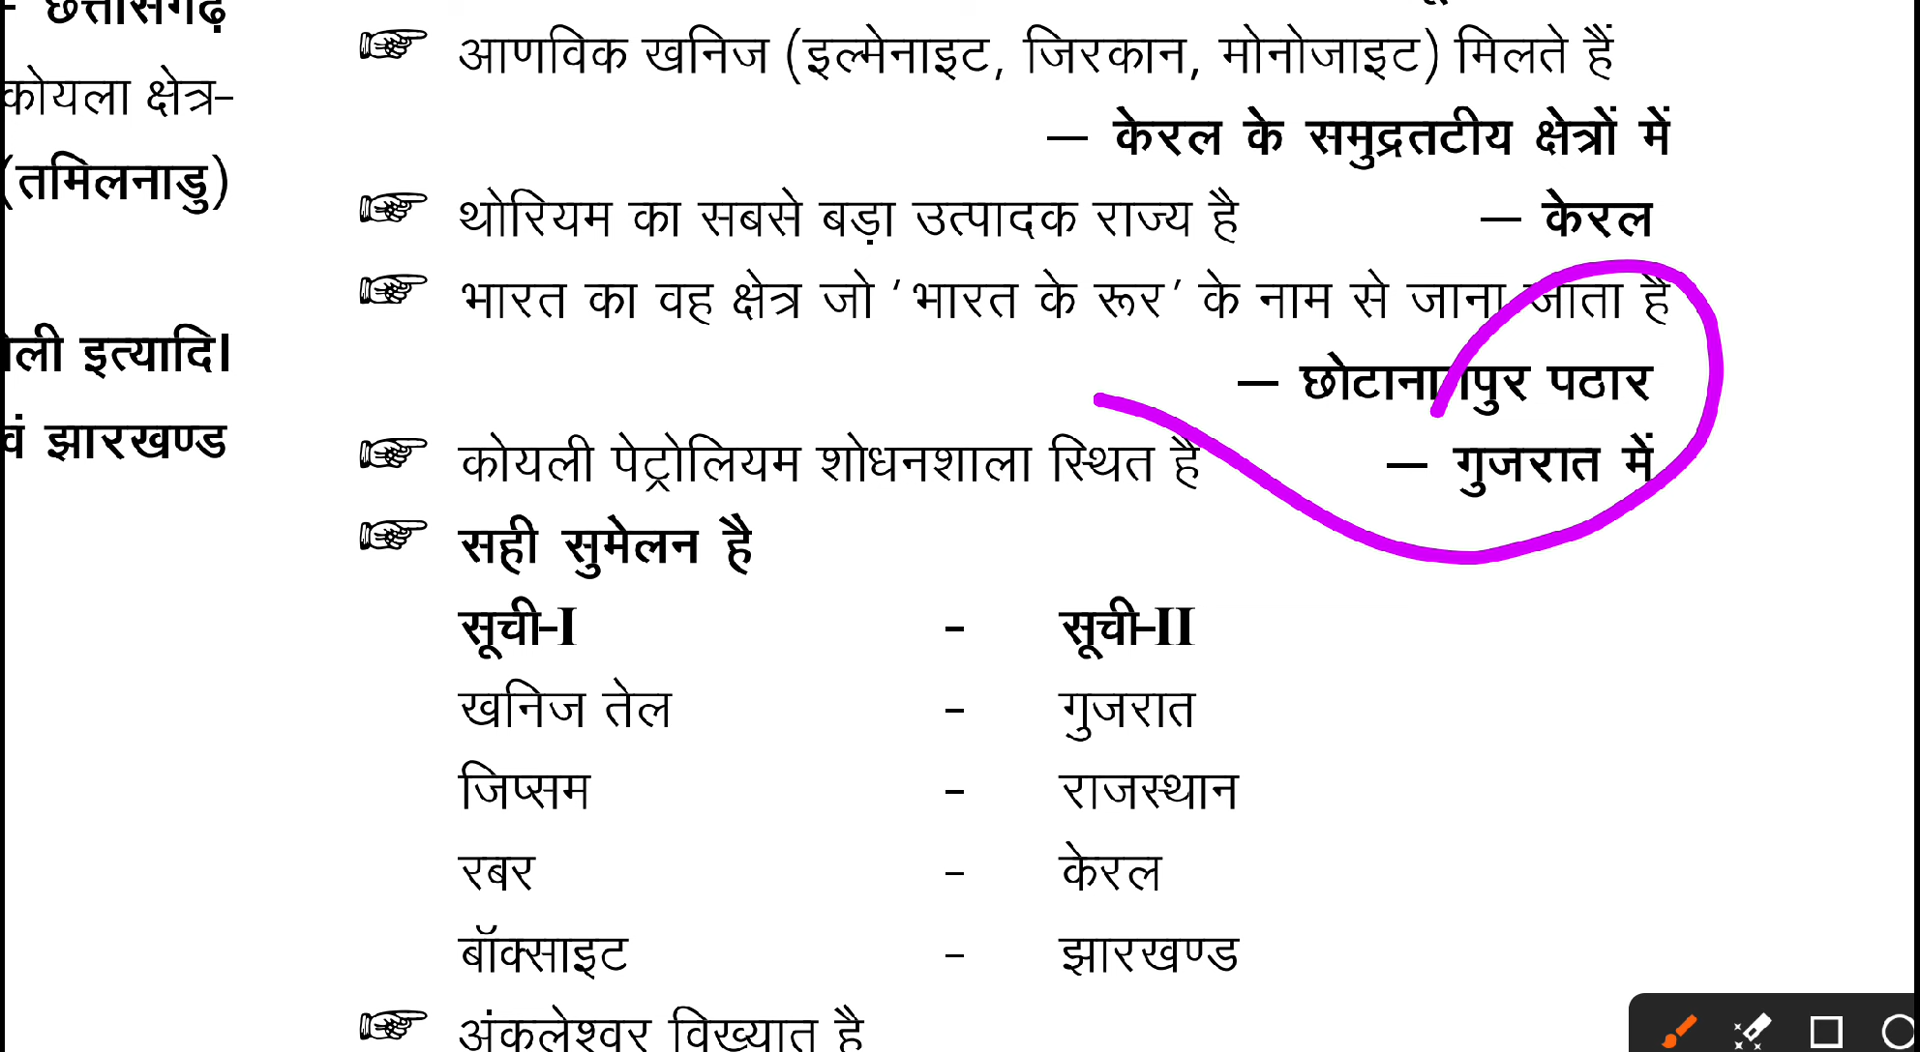 - छत्तीसगढ़
कोयला क्षेत्र–
(तमिलनाडु)
ली इत्यादि।
वं झारखण्ड
आणविक खनिज (इल्मेनाइट, जिरकान, मोनोजाइट) मिलते हैं
— केरल के समुद्रतटीय क्षेत्रों में
थोरियम का सबसे बड़ा उत्पादक राज्य है — केरल
भारत का वह क्षेत्र जो ‘भारत के रूर’ के नाम से जाना जाता है
— छोटानागपुर पठार
कोयली पेट्रोलियम शोधनशाला स्थित है — गुजरात में
सही सुमेलन है
सूची-I - सूची-II
खनिज तेल - गुजरात
जिप्सम - राजस्थान
रबर - केरल
बॉक्साइट - झारखण्ड
अंकलेश्वर विख्यात है